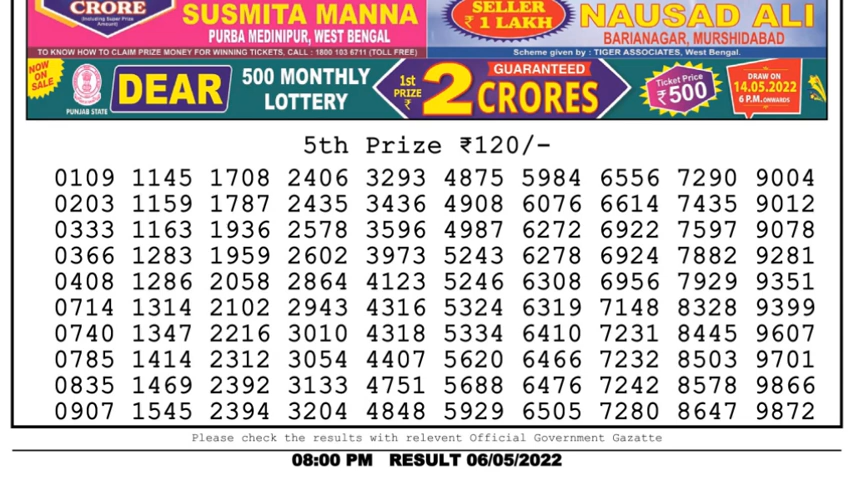 CRORE
(Including Super Prize
Amount)
SUSMITA MANNA
PURBA MEDINIPUR, WEST BENGAL
TO KNOW HOW TO CLAIM PRIZE MONEY FOR WINNING TICKETS, CALL : 1800 103 6711 (TOLL FREE)
SELLER
₹ 1 LAKH
NAUSAD ALI
BARIANAGAR, MURSHIDABAD
Scheme given by : TIGER ASSOCIATES, West Bengal.
NOW
ON
SALE
PUNJAB STATE
DEAR
500 MONTHLY
LOTTERY
1st
PRIZE
₹
2 CRORES
GUARANTEED
Ticket Price
₹500
DRAW ON
14.05.2022
6 P.M. ONWARDS
5th Prize ₹120/-
0109 1145 1708 2406 3293 4875 5984 6556 7290 9004
0203 1159 1787 2435 3436 4908 6076 6614 7435 9012
0333 1163 1936 2578 3596 4987 6272 6922 7597 9078
0366 1283 1959 2602 3973 5243 6278 6924 7882 9281
0408 1286 2058 2864 4123 5246 6308 6956 7929 9351
0714 1314 2102 2943 4316 5324 6319 7148 8328 9399
0740 1347 2216 3010 4318 5334 6410 7231 8445 9607
0785 1414 2312 3054 4407 5620 6466 7232 8503 9701
0835 1469 2392 3133 4751 5688 6476 7242 8578 9866
0907 1545 2394 3204 4848 5929 6505 7280 8647 9872
Please check the results with relevent Official Government Gazatte
08:00 PM RESULT 06/05/2022